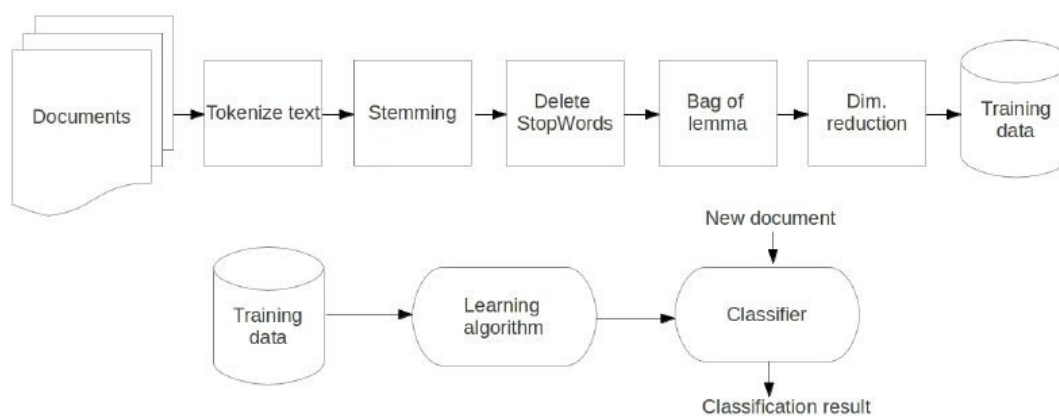 Documents
Tokenize text
Stemming
Delete
StopWords
Bag of
lemma
Dim.
reduction
Training
data
New document
Training
data
Learning
algorithm
Classifier
Classification result